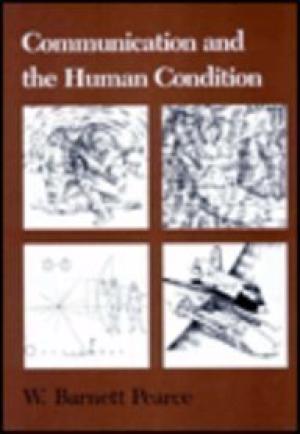 Communication and
the Human Condition
W. Barnett Pearce